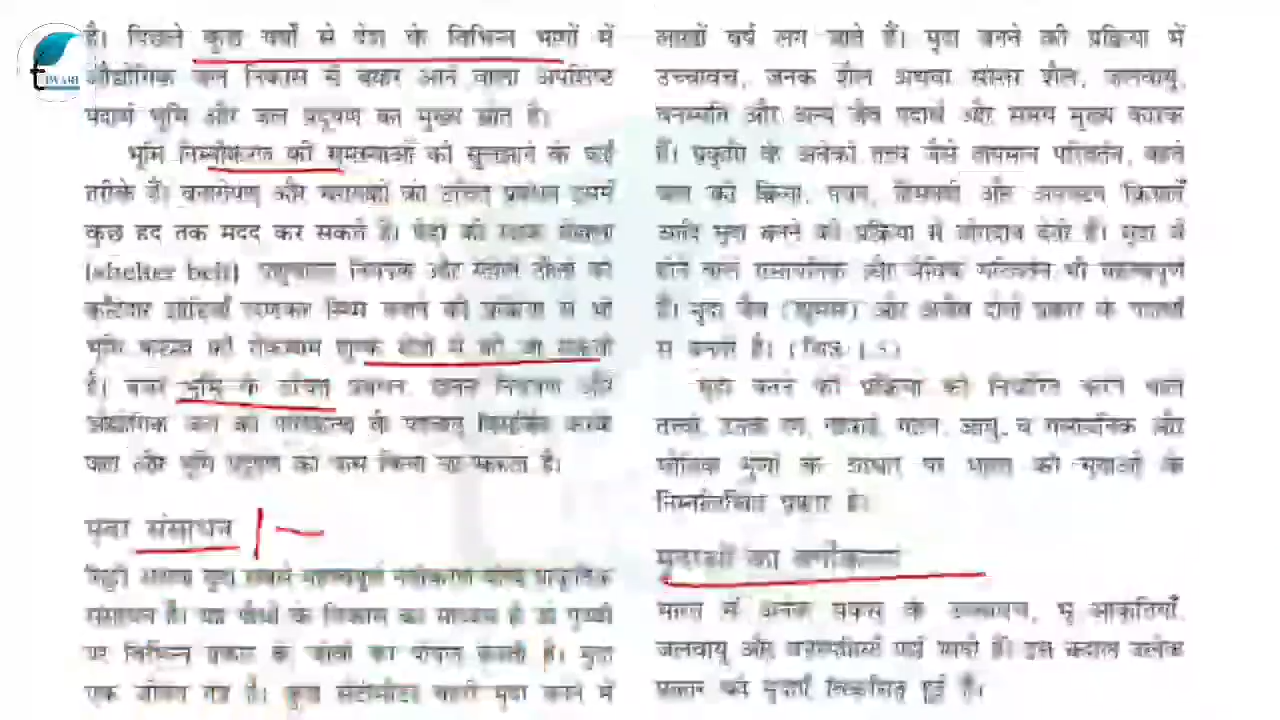 है। पिछले कुछ वर्षों से देश के विभिन्न भागों में
औद्योगिक जल निकास से बाहर आने वाला अपशिष्ट
पदार्थ भूमि और जल प्रदूषण का मुख्य स्रोत है।
भूमि निम्नीकरण की समस्याओं को सुलझाने के कई
तरीके हैं। वनारोपण और चरागाहों का उचित प्रबंधन इसमें
कुछ हद तक मदद कर सकते हैं। पेड़ों की रक्षक मेखला
(shelter belt) पशुचारण नियंत्रण और रेतीले टीलों को
काँटेदार झाड़ियाँ लगाकर स्थिर बनाने की प्रक्रिया से भी
भूमि कटाव की रोकथाम शुष्क क्षेत्रों में की जा सकती
है। बंजर भूमि के उचित प्रबंधन, खनन नियंत्रण और
औद्योगिक जल को परिष्करण के पश्चात् विसर्जित करके
जल और भूमि प्रदूषण को कम किया जा सकता है।
मृदा संसाधन
मिट्टी अथवा मृदा सबसे महत्त्वपूर्ण नवीकरण योग्य प्राकृतिक
संसाधन है। यह पौधों के विकास का माध्यम है जो पृथ्वी
पर विभिन्न प्रकार के जीवों का पोषण करती है। मृदा
एक जीवंत तंत्र है। कुछ सेंटीमीटर गहरी मृदा बनने में
लाखों वर्ष लग जाते हैं। मृदा बनने की प्रक्रिया में
उच्चावच, जनक शैल अथवा संस्तर शैल, जलवायु,
वनस्पति और अन्य जैव पदार्थ और समय मुख्य कारक
हैं। प्रकृति के अनेकों तत्त्व जैसे तापमान परिवर्तन, बहते
जल की क्रिया, पवन, हिमनदी और अपघटन क्रियाएँ
आदि मृदा बनने की प्रक्रिया में योगदान देती हैं। मृदा में
होने वाले रासायनिक और जैविक परिवर्तन भी महत्त्वपूर्ण
हैं। मृदा जैव (ह्यूमस) और अजैव दोनों प्रकार के पदार्थों
से बनती है। (चित्र 1.5)
मृदा बनने की प्रक्रिया को निर्धारित करने वाले
तत्त्वों, उनके रंग, गहराई, गठन, आयु, व रासायनिक और
भौतिक गुणों के आधार पर भारत की मृदाओं के
निम्नलिखित प्रकार हैं।
मृदाओं का वर्गीकरण
भारत में अनेक प्रकार के उच्चावच, भू आकृतियाँ,
जलवायु और वनस्पतियाँ पाई जाती हैं। इस कारण अनेक
प्रकार की मृदाएँ विकसित हुई हैं।